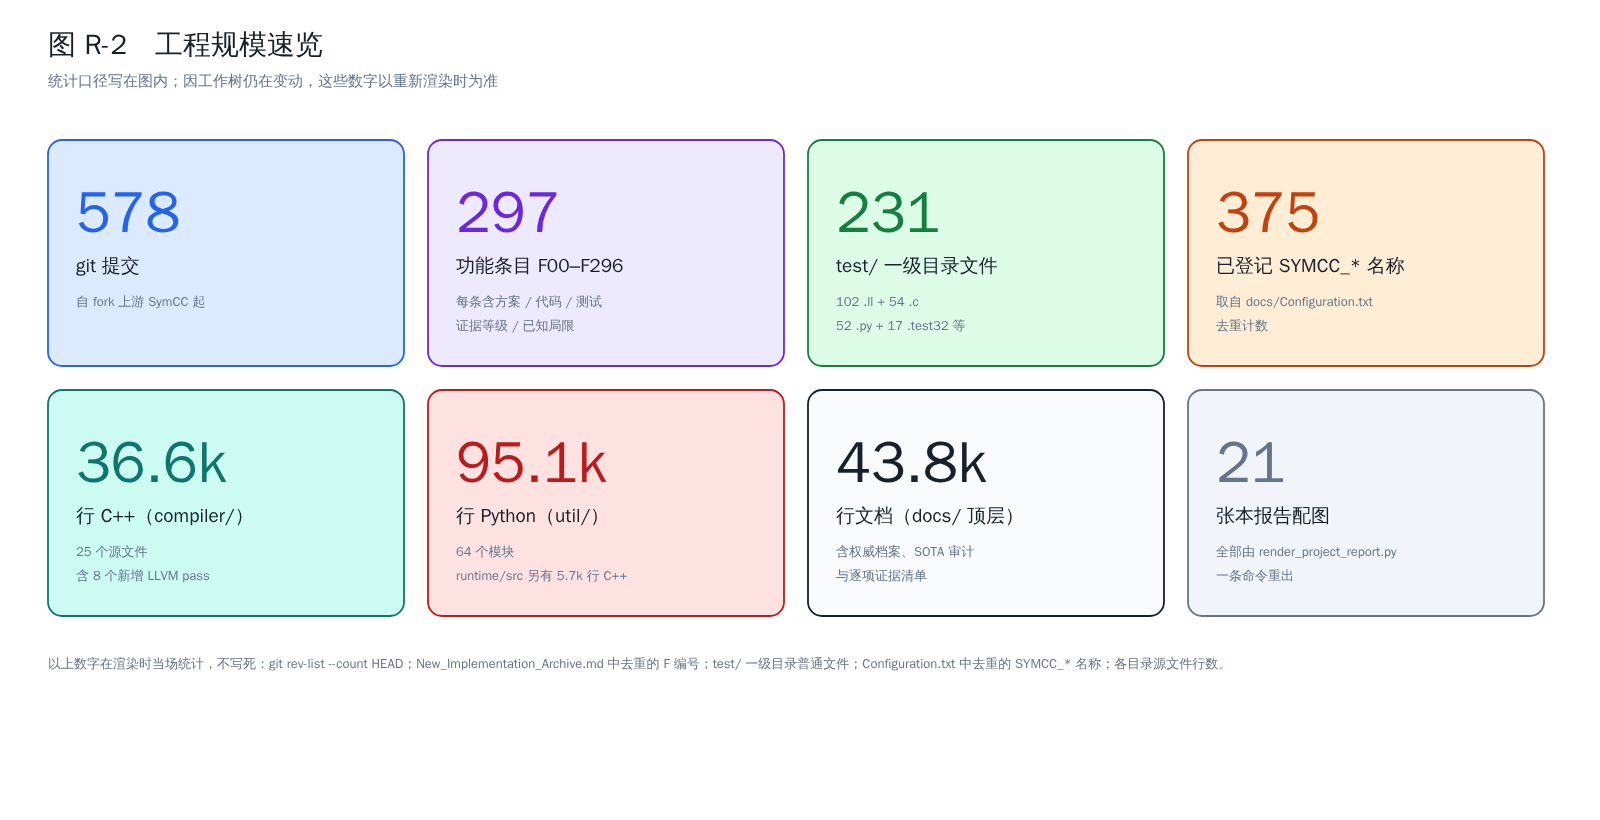 图 R-2　工程规模速览
统计口径写在图内；因工作树仍在变动，这些数字以重新渲染时为准
578
git 提交
自 fork 上游 SymCC 起
297
功能条目 F00–F296
每条含方案 / 代码 / 测试
证据等级 / 已知局限
231
test/ 一级目录文件
102 .ll + 54 .c
52 .py + 17 .test32 等
375
已登记 SYMCC_* 名称
取自 docs/Configuration.txt
去重计数
36.6k
行 C++（compiler/）
25 个源文件
含 8 个新增 LLVM pass
95.1k
行 Python（util/）
64 个模块
runtime/src 另有 5.7k 行 C++
43.8k
行文档（docs/ 顶层）
含权威档案、SOTA 审计
与逐项证据清单
21
张本报告配图
全部由 render_project_report.py
一条命令重出
以上数字在渲染时当场统计，不写死：git rev-list --count HEAD；New_Implementation_Archive.md 中去重的 F 编号；test/ 一级目录普通文件；Configuration.txt 中去重的 SYMCC_* 名称；各目录源文件行数。